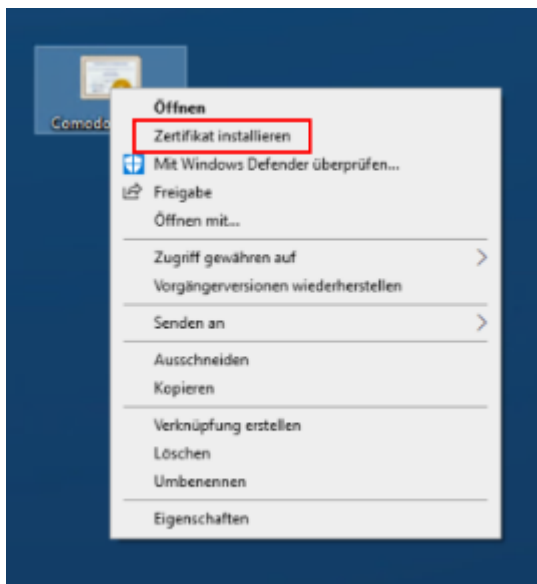 Comodo
Öffnen
Zertifikat installieren
Mit Windows Defender überprüfen...
Freigabe
Öffnen mit...
Zugriff gewähren auf
Vorgängerversionen wiederherstellen
Senden an
Ausschneiden
Kopieren
Verknüpfung erstellen
Löschen
Umbenennen
Eigenschaften